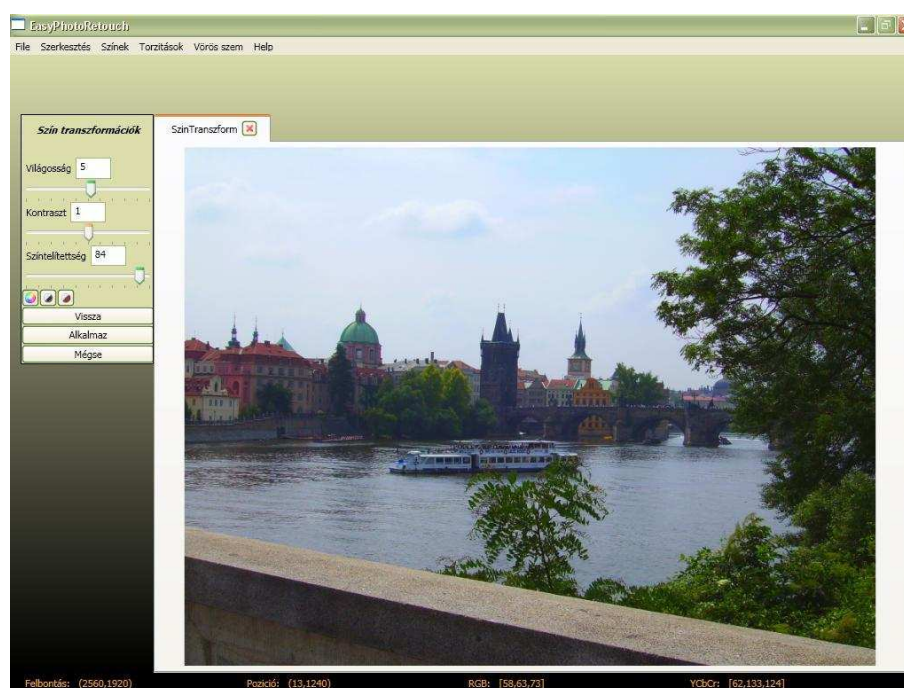 EasyPhotoRetouch
File Szerkesztés Színek Torzítások Vörös szem Help
Szín transzformációk
SzinTranszform
Világosság 5
Kontraszt 1
Színtelítettség 84
Vissza
Alkalmaz
Mégse
Felbontás: (2560,1920) Pozició: (13,1240) RGB: [58,63,73] YCbCr: [62,133,124]